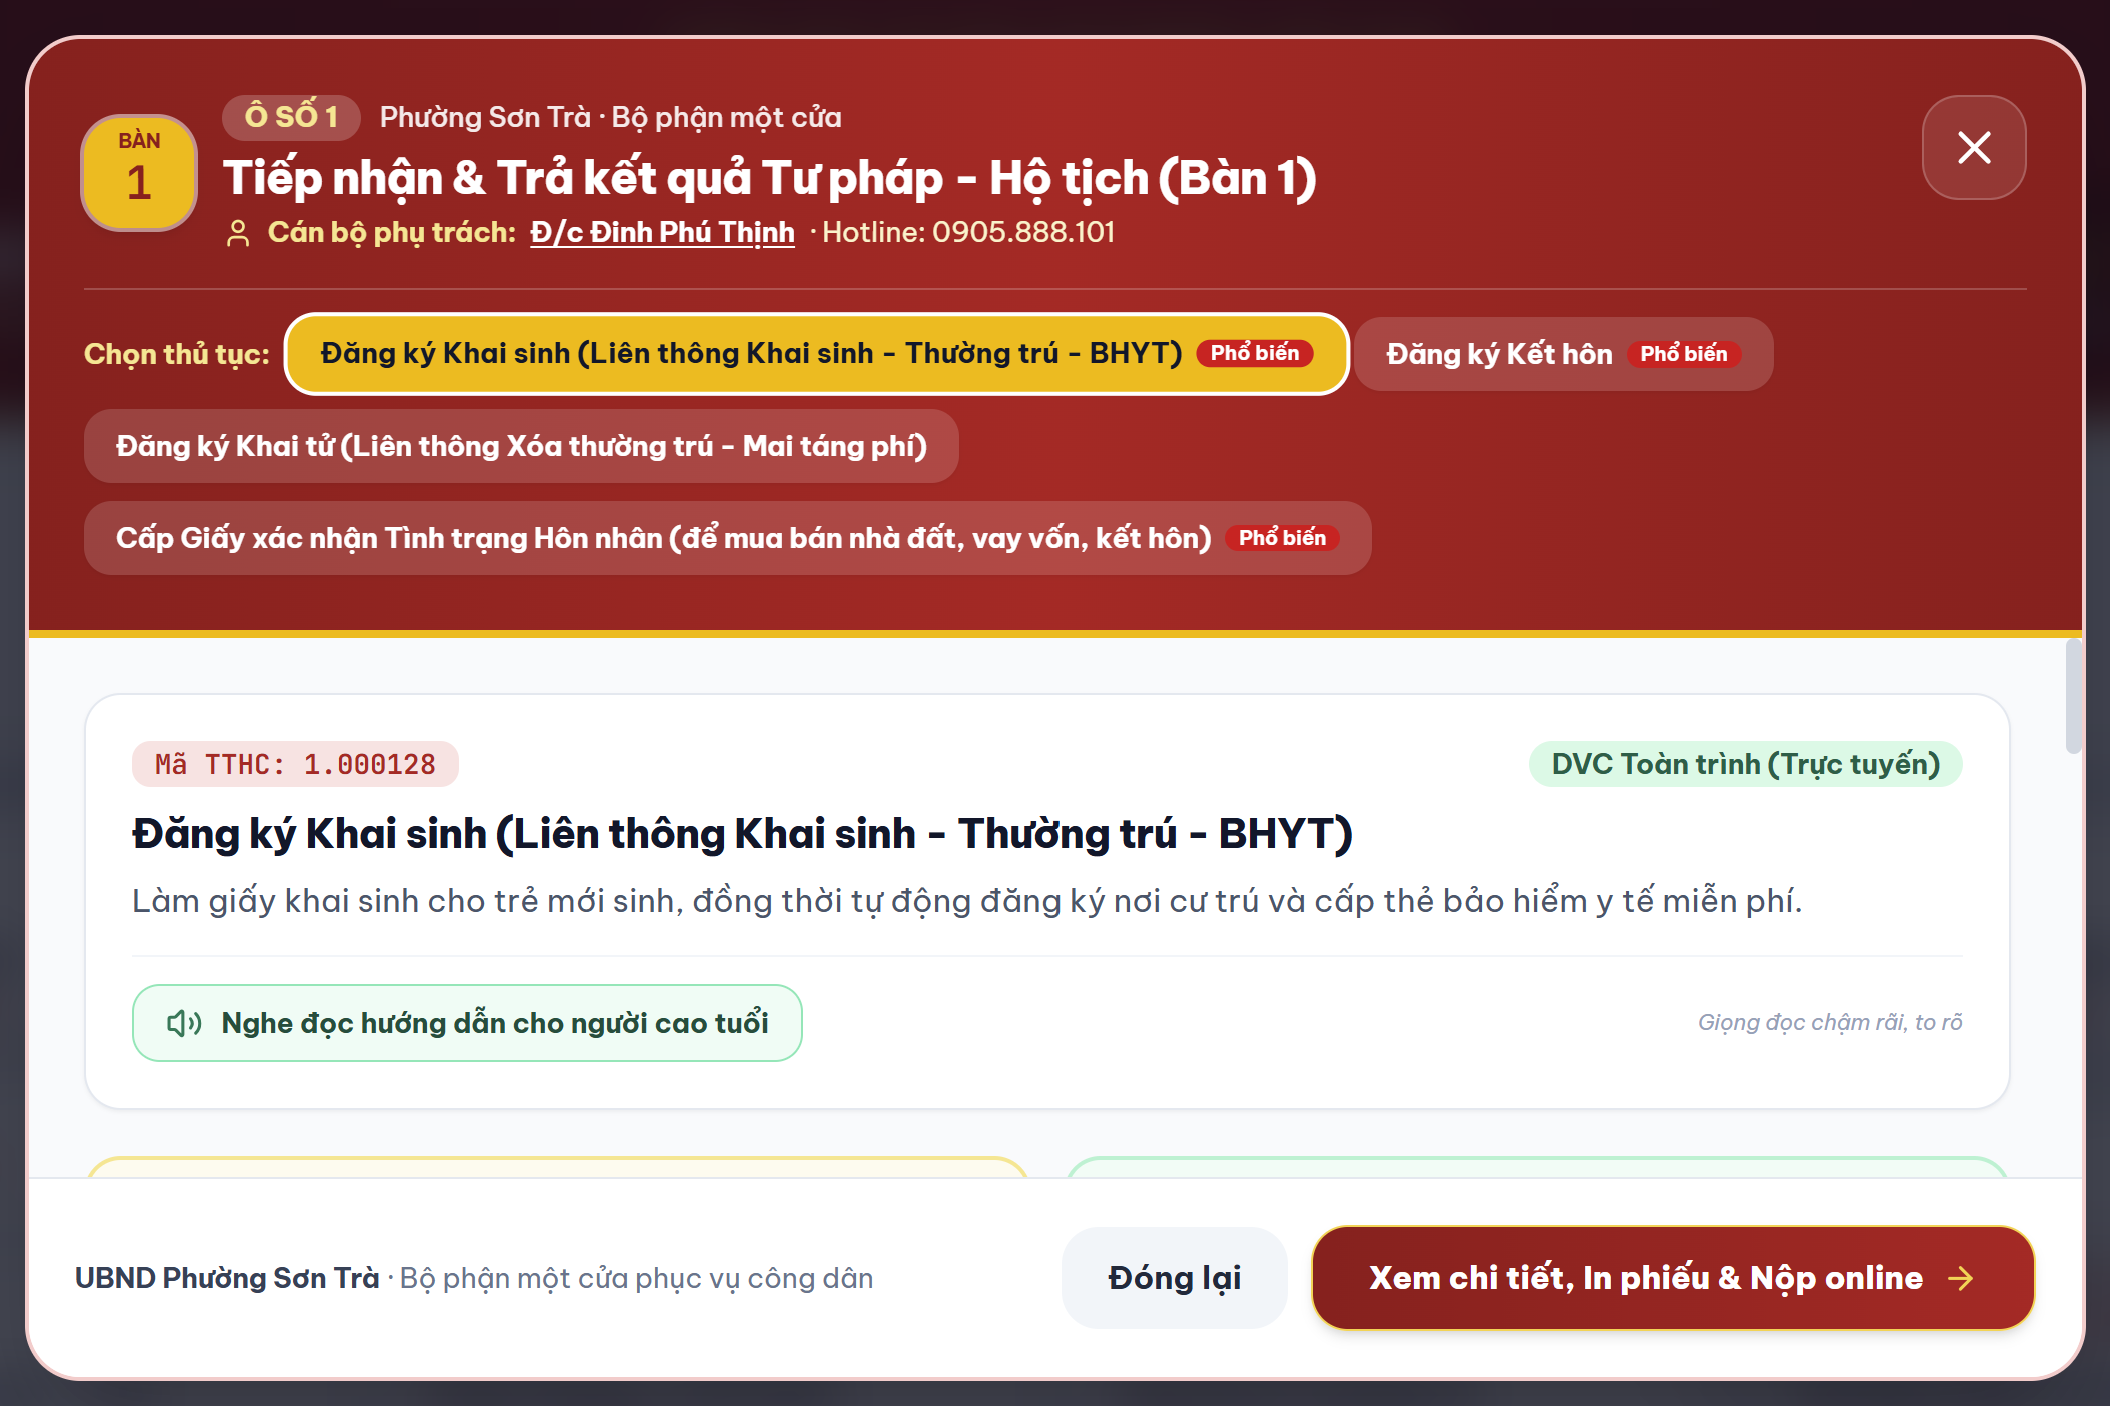 BÀN
1
Ô SỐ 1 Phường Sơn Trà · Bộ phận một cửa
Tiếp nhận & Trả kết quả Tư pháp - Hộ tịch (Bàn 1)
Cán bộ phụ trách: Đ/c Đinh Phú Thịnh · Hotline: 0905.888.101
Chọn thủ tục: Đăng ký Khai sinh (Liên thông Khai sinh - Thường trú - BHYT) Phổ biến Đăng ký Kết hôn Phổ biến
Đăng ký Khai tử (Liên thông Xóa thường trú - Mai táng phí)
Cấp Giấy xác nhận Tình trạng Hôn nhân (để mua bán nhà đất, vay vốn, kết hôn) Phổ biến
Mã TTHC: 1.000128 DVC Toàn trình (Trực tuyến)
Đăng ký Khai sinh (Liên thông Khai sinh - Thường trú - BHYT)
Làm giấy khai sinh cho trẻ mới sinh, đồng thời tự động đăng ký nơi cư trú và cấp thẻ bảo hiểm y tế miễn phí.
Nghe đọc hướng dẫn cho người cao tuổi Giọng đọc chậm rãi, to rõ
UBND Phường Sơn Trà · Bộ phận một cửa phục vụ công dân Đóng lại Xem chi tiết, In phiếu & Nộp online →